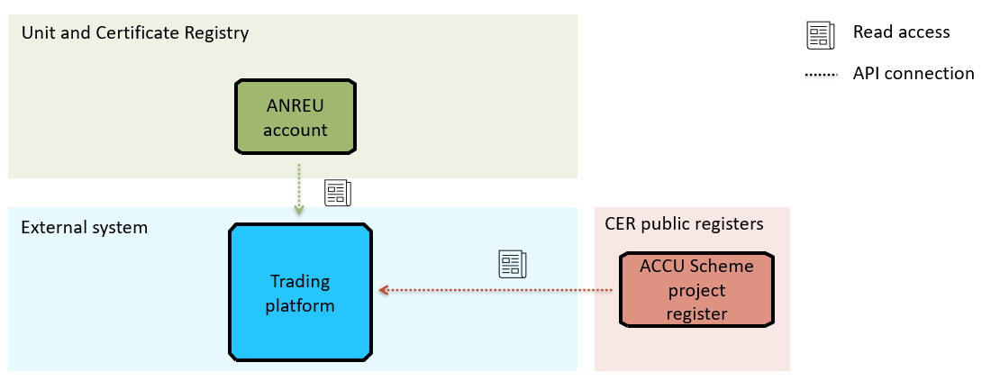 Unit and Certificate Registry
Read access
API connection
ANREU
account
External system
CER public registers
Trading
platform
ACCU Scheme
project
register